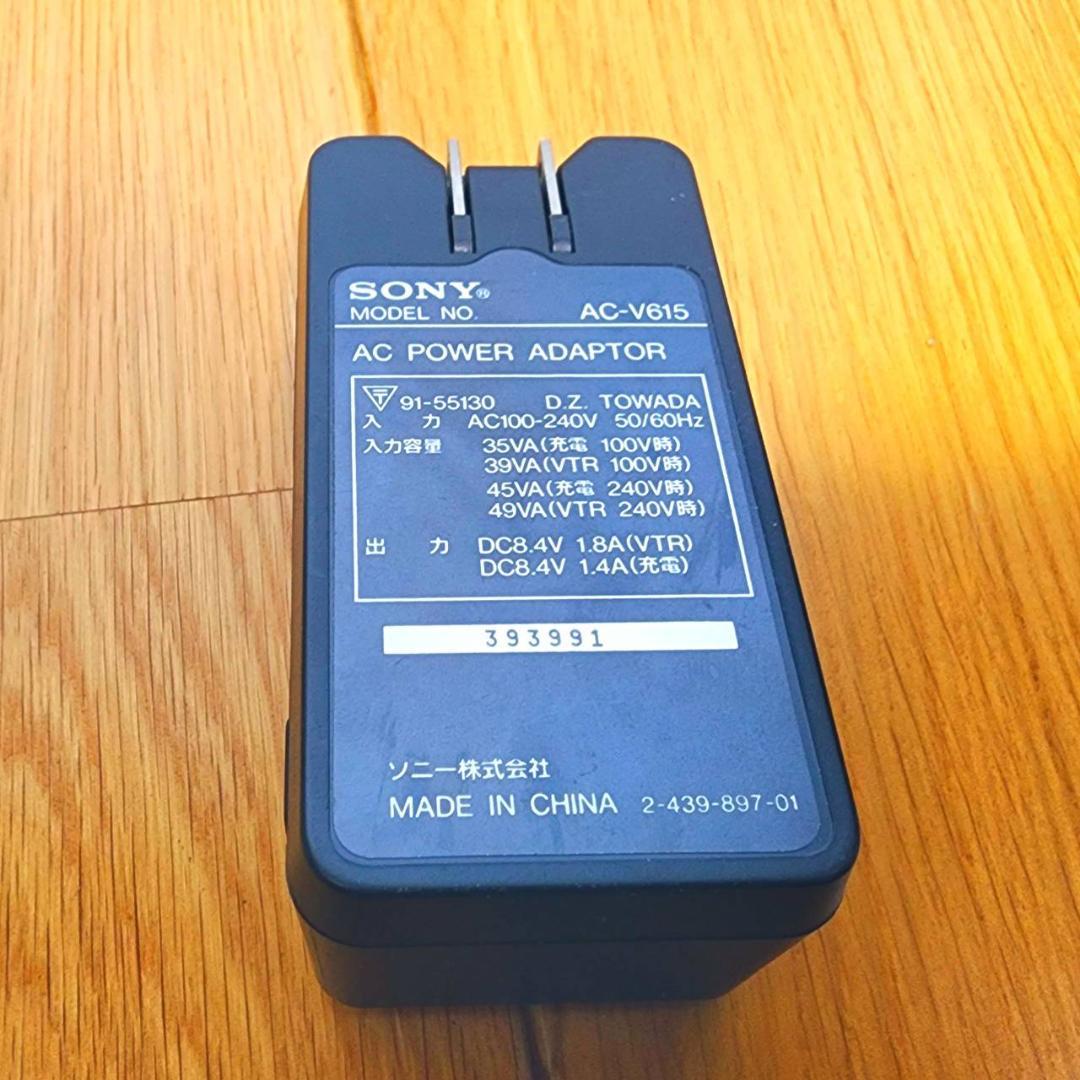 SONY®
MODEL NO. AC-V615
AC POWER ADAPTOR
〒 91-55130 D.Z. TOWADA
入力 AC100-240V 50/60Hz
入力容量 35VA(充電 100V時)
39VA(VTR 100V時)
45VA(充電 240V時)
49VA(VTR 240V時)
出力 DC8.4V 1.8A(VTR)
DC8.4V 1.4A(充電)
393991
ソニー株式会社
MADE IN CHINA 2-439-897-01